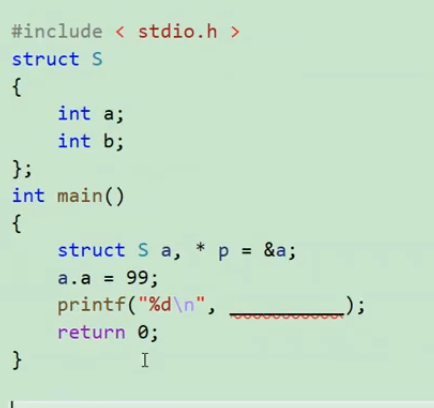 #include < stdio.h >
struct S
{
    int a;
    int b;
};
int main()
{
    struct S a, * p = &a;
    a.a = 99;
    printf("%d\n", __________);
    return 0;
}